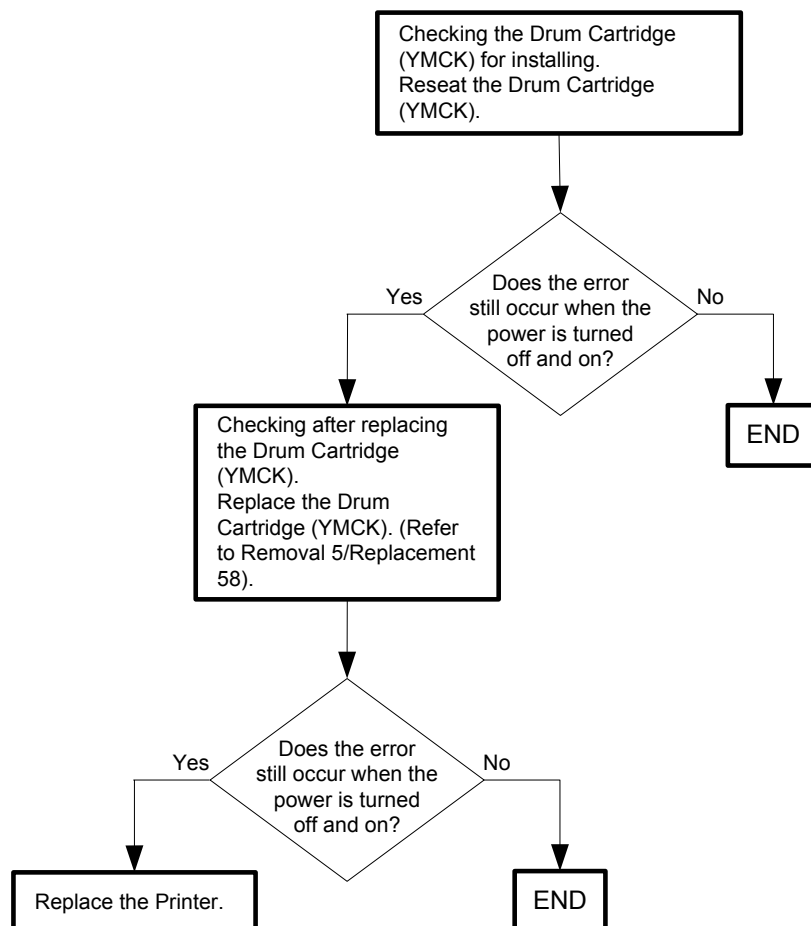 Checking the Drum Cartridge
(YMCK) for installing.
Reseat the Drum Cartridge
(YMCK).
Does the error
still occur when the
power is turned
off and on?
Yes
No
END
Checking after replacing
the Drum Cartridge
(YMCK).
Replace the Drum
Cartridge (YMCK). (Refer
to Removal 5/Replacement
58).
Does the error
still occur when the
power is turned
off and on?
Yes
No
Replace the Printer.
END